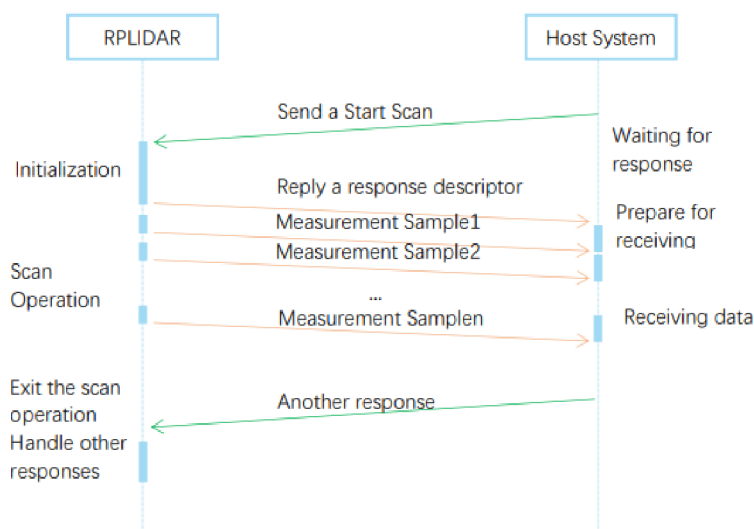 RPLIDAR
Host System
Send a Start Scan
Waiting for
response
Initialization
Reply a response descriptor
Prepare for
receiving
Measurement Sample1
Measurement Sample2
Scan
Operation
...
Measurement Samplen
Receiving data
Exit the scan
operation
Handle other
responses
Another response